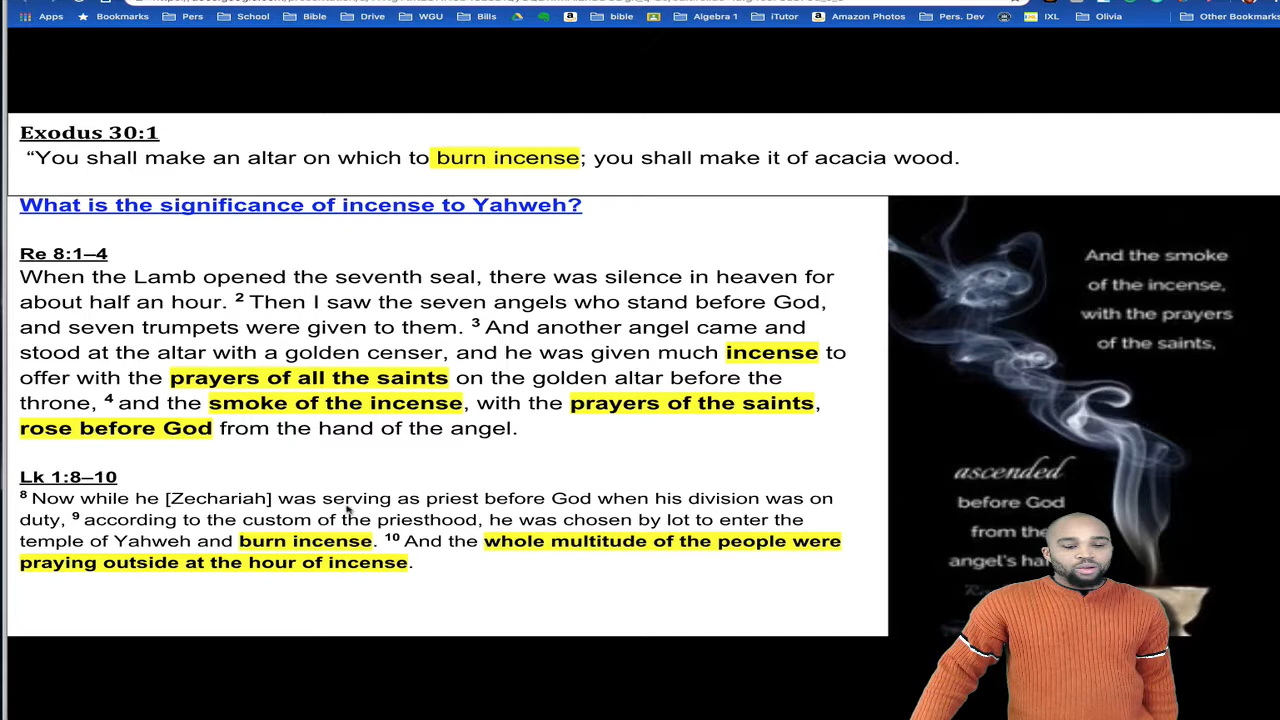 Apps Bookmarks Pers School Bible Drive WGU Bills bible Algebra 1 iTutor Amazon Photos Pers. Dev IXL IXL Olivia Other Bookmarks
Exodus 30:1
“You shall make an altar on which to burn incense; you shall make it of acacia wood.
What is the significance of incense to Yahweh?
Re 8:1–4
When the Lamb opened the seventh seal, there was silence in heaven for
about half an hour. 2 Then I saw the seven angels who stand before God,
and seven trumpets were given to them. 3 And another angel came and
stood at the altar with a golden censer, and he was given much incense to
offer with the prayers of all the saints on the golden altar before the
throne, 4 and the smoke of the incense, with the prayers of the saints,
rose before God from the hand of the angel.
Lk 1:8–10
8 Now while he [Zechariah] was serving as priest before God when his division was on
duty, 9 according to the custom of the priesthood, he was chosen by lot to enter the
temple of Yahweh and burn incense. 10 And the whole multitude of the people were
praying outside at the hour of incense.
And the smoke
of the incense,
with the prayers
of the saints,
ascended
before God
from the
angel's